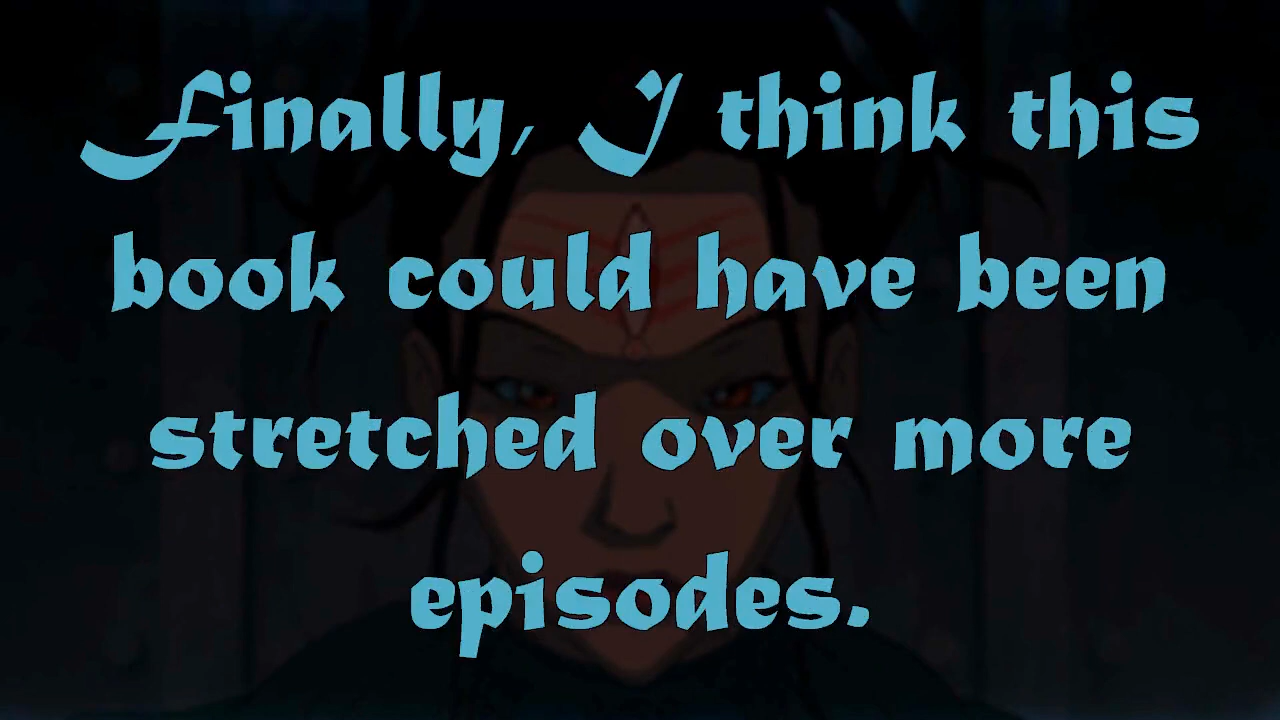 Finally, I think this
book could have been
stretched over more
episodes.